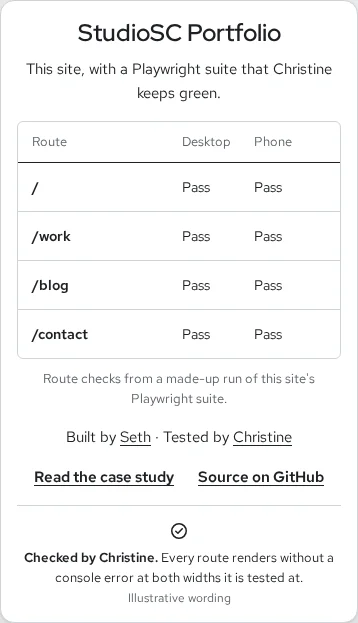 StudioSC Portfolio
This site, with a Playwright suite that Christine
keeps green.
Route Desktop Phone
/ Pass Pass
/work Pass Pass
/blog Pass Pass
/contact Pass Pass
Route checks from a made-up run of this site's
Playwright suite.
Built by Seth · Tested by Christine
Read the case study Source on GitHub
Checked by Christine. Every route renders without a
console error at both widths it is tested at.
Illustrative wording